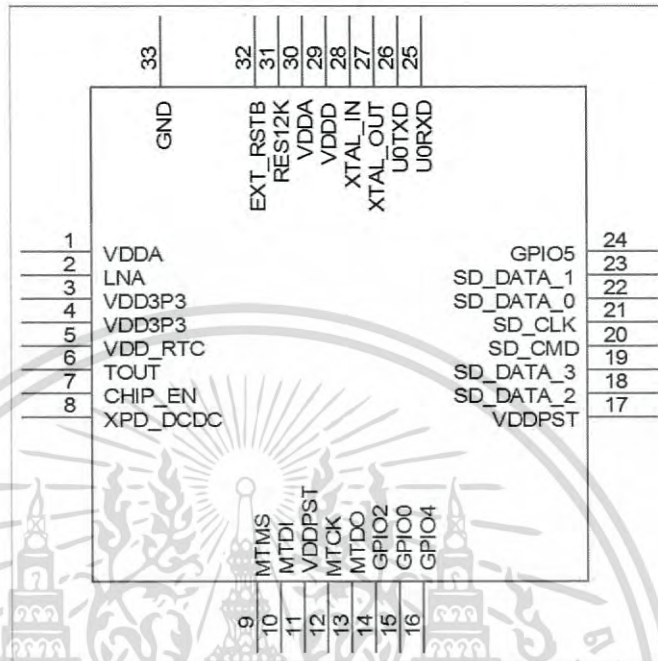 33
32
31
30
29
28
27
26
25
GND
EXT_RSTB
RES12K
VDDA
VDDD
XTAL_IN
XTAL_OUT
U0TXD
U0RXD
1 VDDA
2 LNA
3 VDD3P3
4 VDD3P3
5 VDD_RTC
6 TOUT
7 CHIP_EN
8 XPD_DCDC
GPIO5 24
SD_DATA_1 23
SD_DATA_0 22
SD_CLK 21
SD_CMD 20
SD_DATA_3 19
SD_DATA_2 18
VDDPST 17
MTMS
MTDI
VDDPST
MTCK
MTDO
GPIO2
GPIO0
GPIO4
9
10
11
12
13
14
15
16